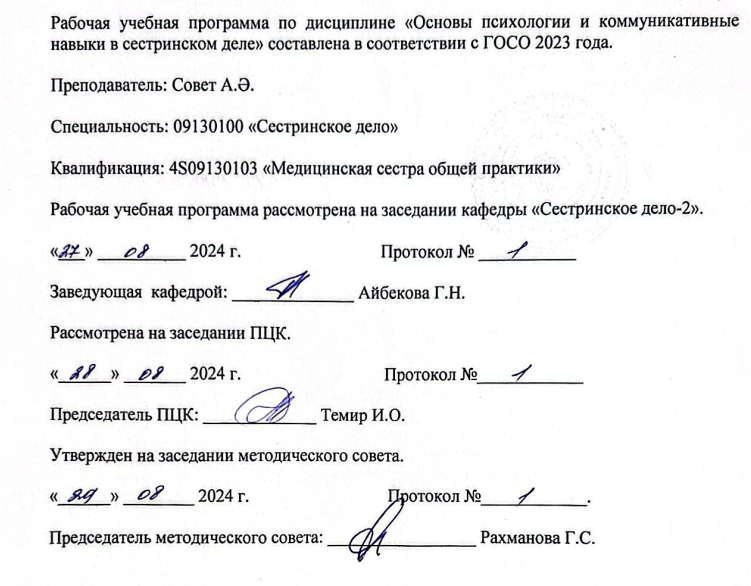 Рабочая учебная программа по дисциплине «Основы психологии и коммуникативные
навыки в сестринском деле» составлена в соответствии с ГОСО 2023 года.
Преподаватель: Совет А.Ә.
Специальность: 09130100 «Сестринское дело»
Квалификация: 4S09130103 «Медицинская сестра общей практики»
Рабочая учебная программа рассмотрена на заседании кафедры «Сестринское дело-2».
«27» 08 2024 г. Протокол № 1
Заведующая кафедрой: Айбекова Г.Н.
Рассмотрена на заседании ПЦК.
«28» 08 2024 г. Протокол № 1
Председатель ПЦК: Темир И.О.
Утвержден на заседании методического совета.
«29» 08 2024 г. Протокол № 1.
Председатель методического совета: Рахманова Г.С.